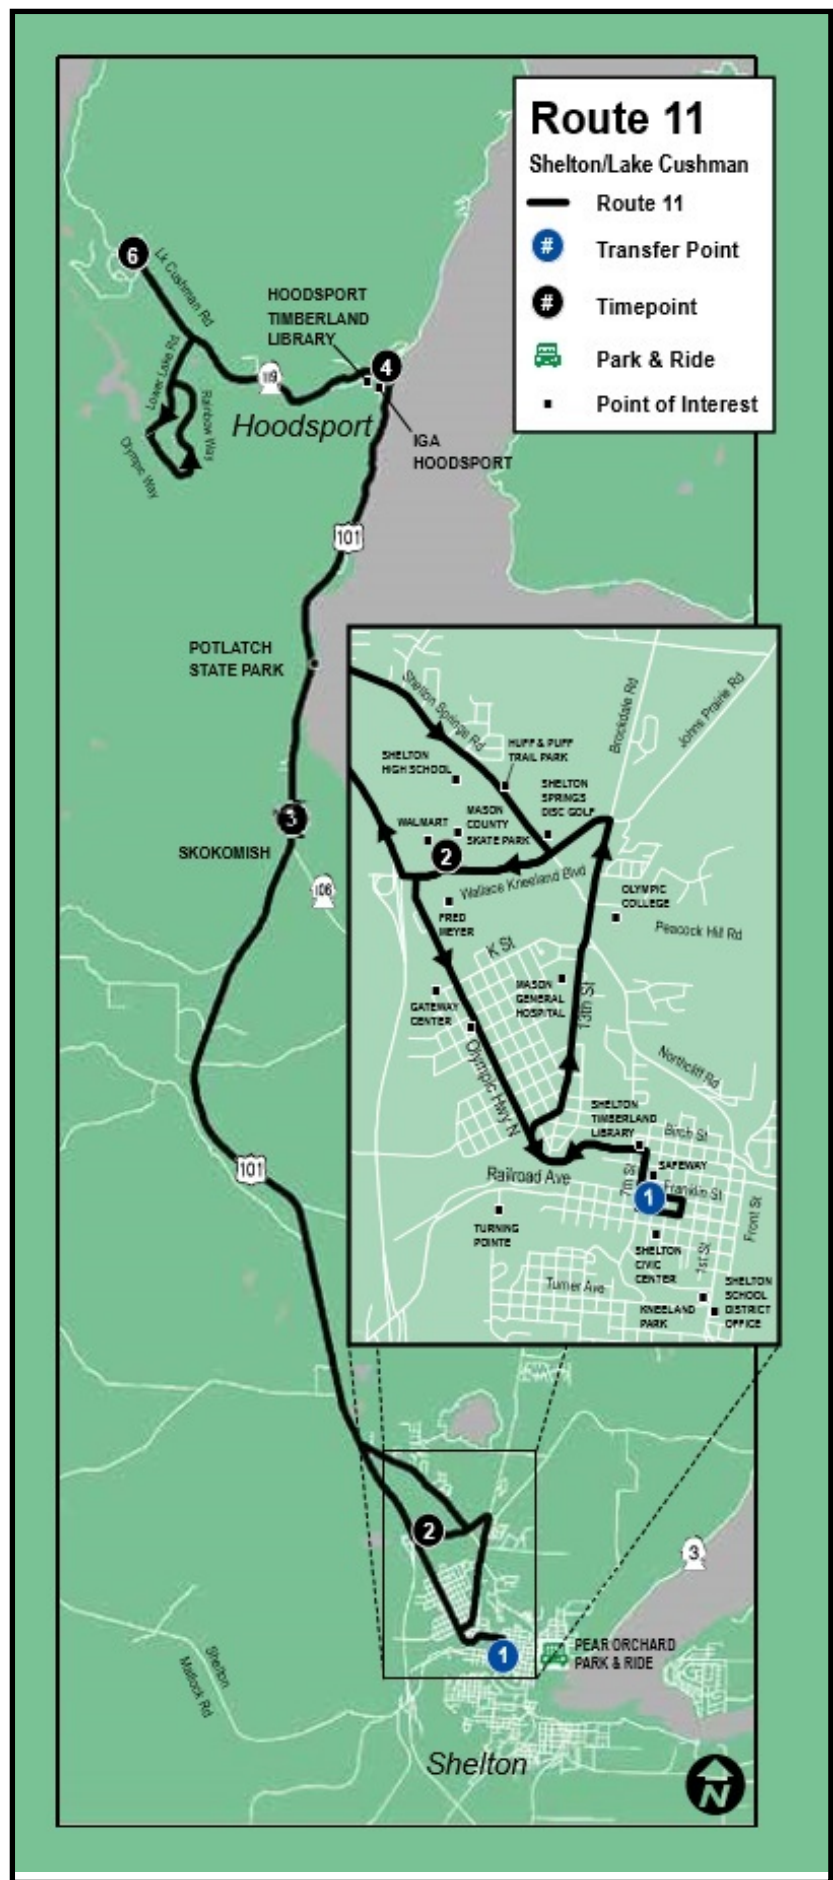 Route 11
Shelton/Lake Cushman
Route 11
# Transfer Point
# Timepoint
Park & Ride
Point of Interest
6
Lk Cushman Rd
HOODSPORT
TIMBERLAND
LIBRARY
4
119
Lower Lake Rd
Rainbow Way
Olympic Way
Hoodsport
IGA
HOODSPORT
101
POTLATCH
STATE PARK
3
SKOKOMISH
106
101
Shelton Springs Rd
Brockdale Rd
Johns Prairie Rd
HUFF & PUFF
TRAIL PARK
SHELTON
HIGH SCHOOL
SHELTON
SPRINGS
DISC GOLF
WALMART
MASON
COUNTY
SKATE PARK
2
Wallace Kneeland Blvd
OLYMPIC
COLLEGE
FRED
MEYER
Peacock Hill Rd
K St
MASON
GENERAL
HOSPITAL
GATEWAY
CENTER
13th St
Olympic Hwy N
Northcliff Rd
SHELTON
TIMBERLAND
LIBRARY
Birch St
SAFEWAY
Railroad Ave
7th St
1
Franklin St
Front St
TURNING
POINTE
SHELTON
CIVIC
CENTER
1st St
Turner Ave
KNEELAND
PARK
SHELTON
SCHOOL
DISTRICT
OFFICE
2
3
1
PEAR ORCHARD
PARK & RIDE
Shelton
Matlock Rd
Shelton
N